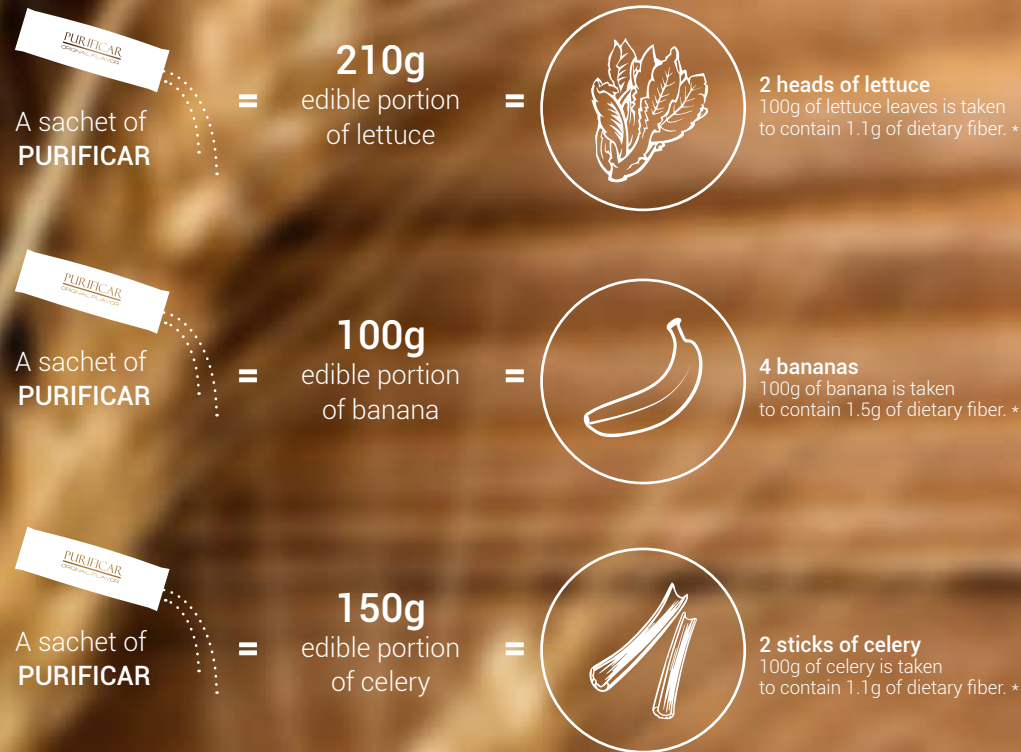 PURIFICAR
ORIGINAL FLAVOR
A sachet of
PURIFICAR
=
210g
edible portion
of lettuce
=
2 heads of lettuce
100g of lettuce leaves is taken
to contain 1.1g of dietary fiber. *
PURIFICAR
ORIGINAL FLAVOR
A sachet of
PURIFICAR
=
100g
edible portion
of banana
=
4 bananas
100g of banana is taken
to contain 1.5g of dietary fiber. *
PURIFICAR
ORIGINAL FLAVOR
A sachet of
PURIFICAR
=
150g
edible portion
of celery
=
2 sticks of celery
100g of celery is taken
to contain 1.1g of dietary fiber. *